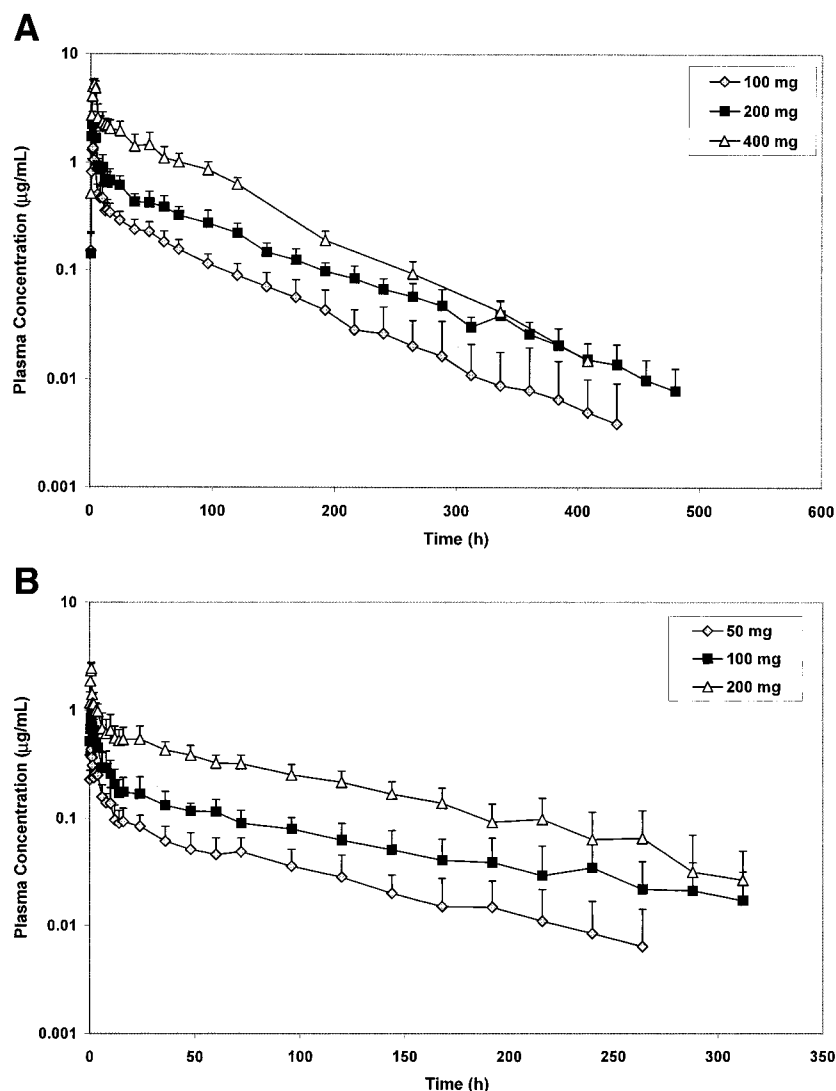 A
Plasma Concentration (µg/mL)
10
1
0.1
0.01
0.001
100 mg
200 mg
400 mg
0 100 200 300 400 500 600
Time (h)
B
Plasma Concentration (µg/mL)
10
1
0.1
0.01
0.001
50 mg
100 mg
200 mg
0 50 100 150 200 250 300 350
Time (h)